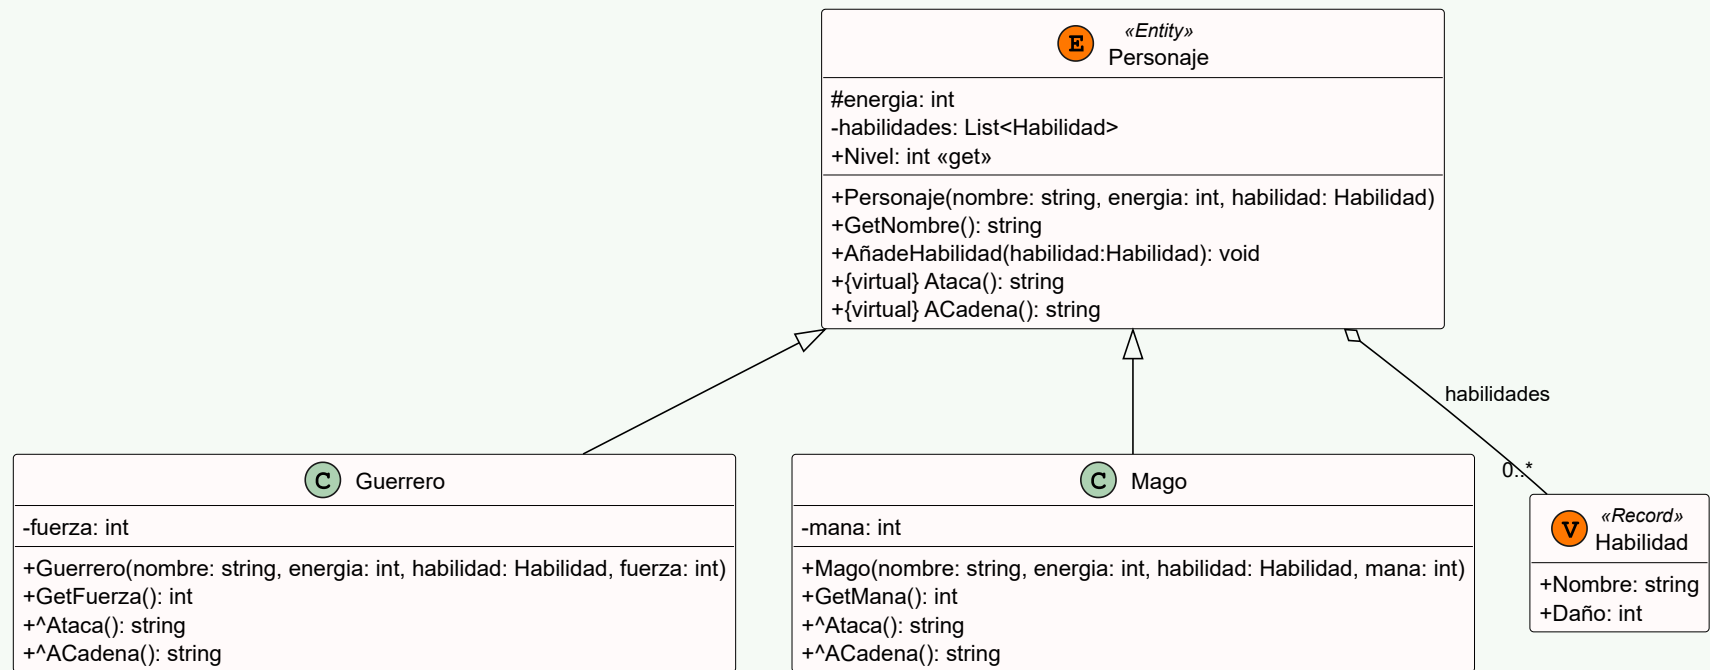 E
«Entity»
Personaje
#energia: int
-habilidades: List<Habilidad>
+Nivel: int «get»
+Personaje(nombre: string, energia: int, habilidad: Habilidad)
+GetNombre(): string
+AñadeHabilidad(habilidad:Habilidad): void
+{virtual} Ataca(): string
+{virtual} ACadena(): string
habilidades
0..*
C Guerrero
-fuerza: int
+Guerrero(nombre: string, energia: int, habilidad: Habilidad, fuerza: int)
+GetFuerza(): int
+^Ataca(): string
+^ACadena(): string
C Mago
-mana: int
+Mago(nombre: string, energia: int, habilidad: Habilidad, mana: int)
+GetMana(): int
+^Ataca(): string
+^ACadena(): string
V
«Record»
Habilidad
+Nombre: string
+Daño: int